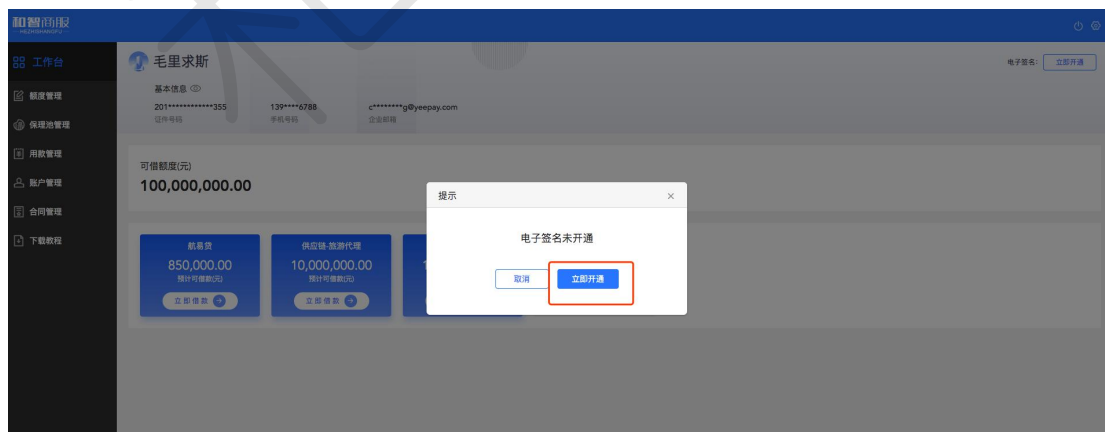 和智商服
HEZHISHANGFU
工作台
额度管理
保理池管理
用款管理
账户管理
合同管理
下载教程
毛里求斯
电子签名:
立即开通
基本信息
201************355
139****6788
c********g@yeepay.com
证件号码
手机号码
企业邮箱
可借额度(元)
100,000,000.00
提示
电子签名未开通
取消
立即开通
航易贷
供应链-旅游代理
850,000.00
10,000,000.00
预计可借款(元)
预计可借款(元)
立即借款
立即借款